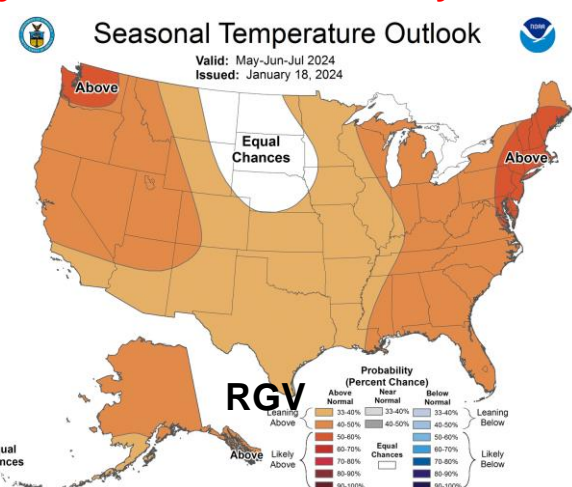 Seasonal Temperature Outlook
Valid: May-Jun-Jul 2024
Issued: January 18, 2024
NOAA
Above
Equal
Chances
Above
RGV
Probability
(Percent Chance)
Above
Normal
Near
Normal
Below
Normal
Leaning
Above
33-40%
40-50%
33-40%
40-50%
33-40%
40-50%
Leaning
Below
Likely
Above
50-60%
60-70%
70-80%
80-90%
90-100%
Equal
Chances
50-60%
60-70%
70-80%
80-90%
90-100%
Likely
Below
Above
ual
nces